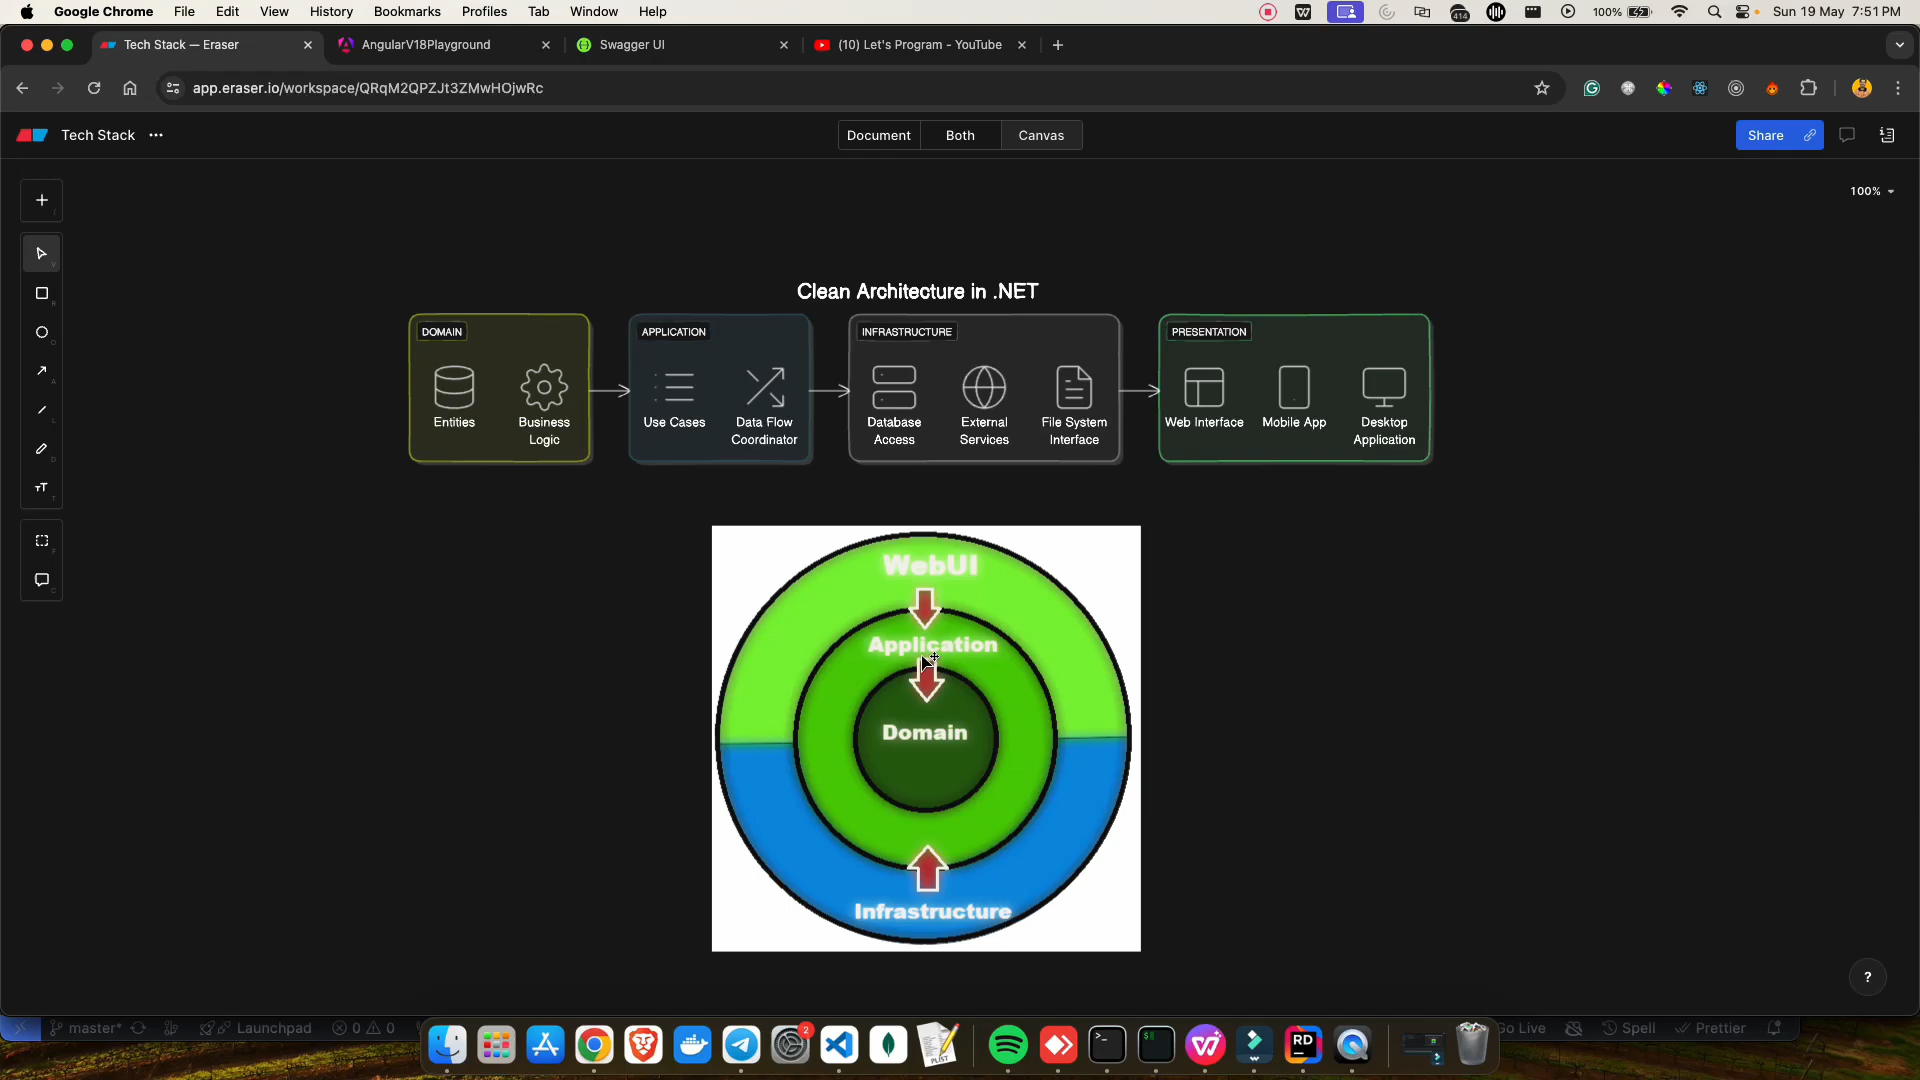 Google Chrome File Edit View History Bookmarks Profiles Tab Window Help
414
100%
Sun 19 May 7:51 PM
Tech Stack — Eraser
AngularV18Playground
Swagger UI
(10) Let's Program - YouTube
app.eraser.io/workspace/QRqM2QPZJt3ZMwHOjwRc
Tech Stack
Document Both Canvas
Share
100%
Clean Architecture in .NET
DOMAIN
Entities
Business
Logic
APPLICATION
Use Cases
Data Flow
Coordinator
INFRASTRUCTURE
Database
Access
External
Services
File System
Interface
PRESENTATION
Web Interface
Mobile App
Desktop
Application
WebUI
Application
Domain
Infrastructure
?
master*
Launchpad
0
0
Go Live
Spell
Prettier
2
PLIST
RD